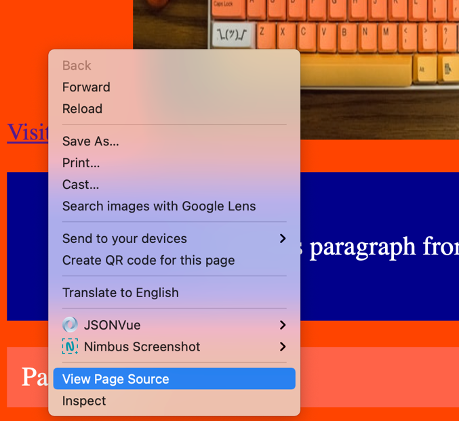 Caps Lock
¯\_(ツ)_/¯
Z
X
C
V
B
N
M
Back
Forward
Reload
Visit
Save As...
Print...
Cast...
Search images with Google Lens
Send to your devices
s paragraph from
Create QR code for this page
Translate to English
JSONVue
N Nimbus Screenshot
View Page Source
Pa
Inspect